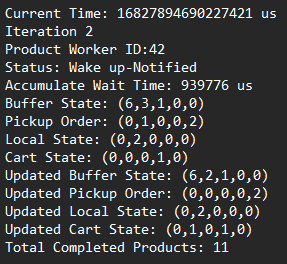 Current Time: 16827894690227421 us
Iteration 2
Product Worker ID:42
Status: Wake up-Notified
Accumulate Wait Time: 939776 us
Buffer State: (6,3,1,0,0)
Pickup Order: (0,1,0,0,2)
Local State: (0,2,0,0,0)
Cart State: (0,0,0,1,0)
Updated Buffer State: (6,2,1,0,0)
Updated Pickup Order: (0,0,0,0,2)
Updated Local State: (0,2,0,0,0)
Updated Cart State: (0,1,0,1,0)
Total Completed Products: 11